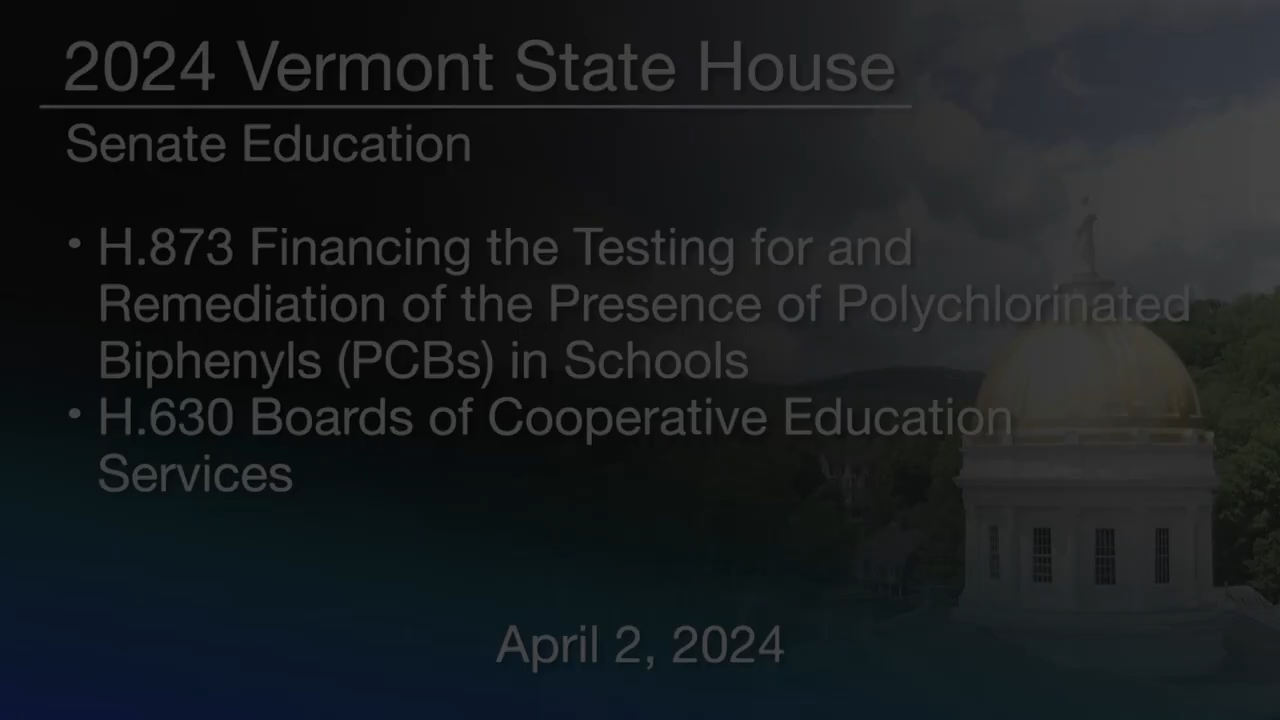 2024 Vermont State House
Senate Education
• H.873 Financing the Testing for and
Remediation of the Presence of Polychlorinated
Biphenyls (PCBs) in Schools
• H.630 Boards of Cooperative Education
Services
April 2, 2024